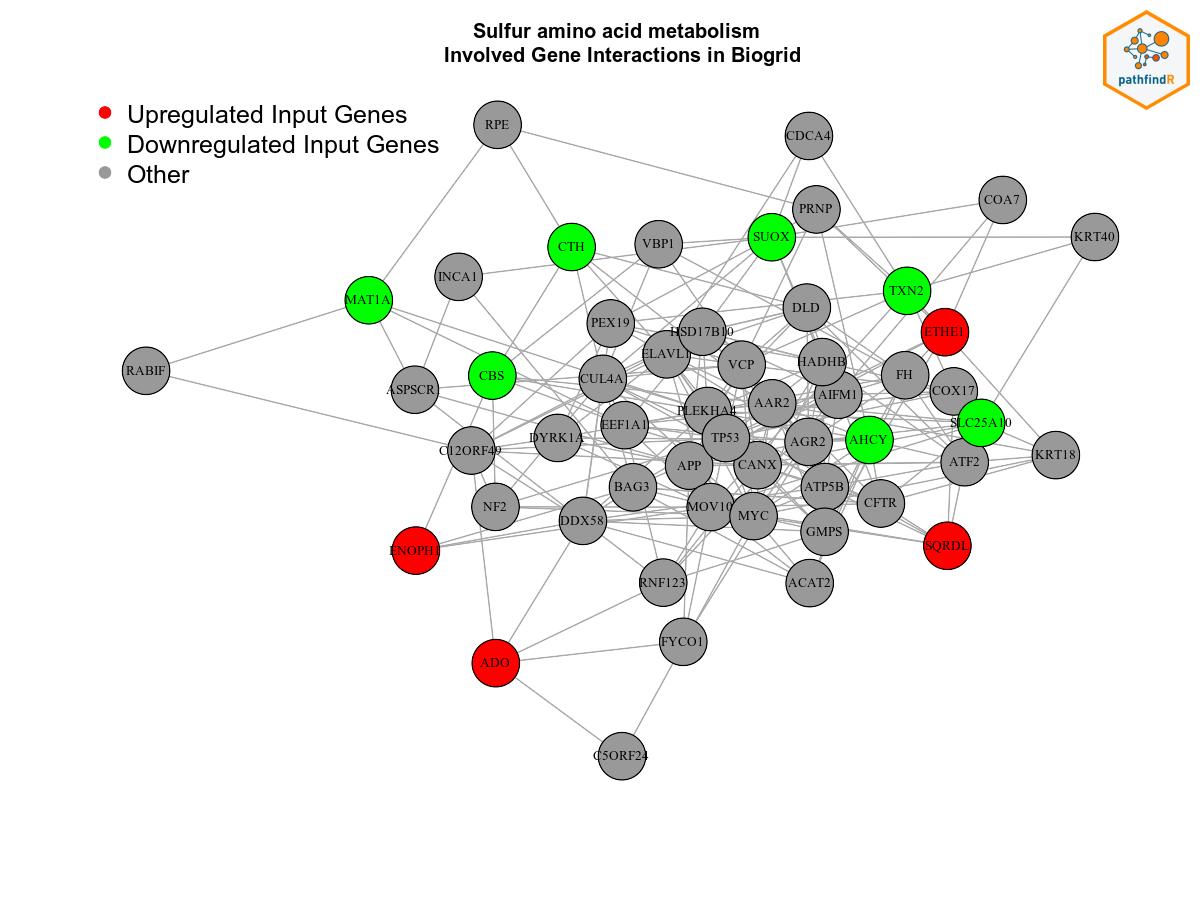 Sulfur amino acid metabolism
Involved Gene Interactions in Biogrid
pathfindR
Upregulated Input Genes
Downregulated Input Genes
Other
RPE
CDCA4
COA7
PRNP
KRT40
SUOX
VBP1
CTH
INCA1
TXN2
MAT1A
DLD
PEX19
HSD17B10
ETHE1
ELAVL1
VCP
HADHB
RABIF
CBS
CUL4A
FH
ASPSCR
COX17
AIFM1
AAR2
PLEKHA4
EEF1A1
SLC25A10
DYRK1A
TP53
AGR2
AHCY
C12ORF49
KRT18
ATF2
APP
CANX
BAG3
ATP5B
CFTR
NF2
MOV10
MYC
DDX58
GMPS
SQRDL
ENOPH1
RNF123
ACAT2
FYCO1
ADO
C5ORF24